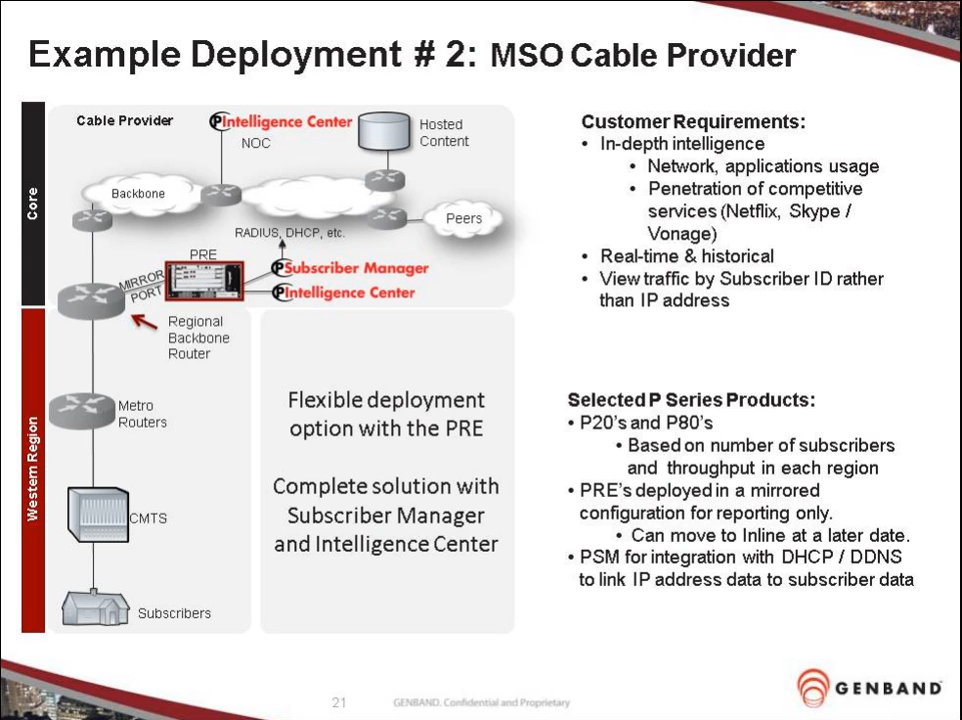 Example Deployment # 2: MSO Cable Provider
Core
Cable Provider
PIntelligence Center
NOC
Hosted
Content
Backbone
Peers
RADIUS, DHCP, etc.
PRE
MIRROR
PORT
PSubscriber Manager
PIntelligence Center
Regional
Backbone
Router
Western Region
Metro
Routers
CMTS
Subscribers
Flexible deployment
option with the PRE
Complete solution with
Subscriber Manager
and Intelligence Center
Customer Requirements:
• In-depth intelligence
• Network, applications usage
• Penetration of competitive
services (Netflix, Skype /
Vonage)
• Real-time & historical
• View traffic by Subscriber ID rather
than IP address
Selected P Series Products:
• P20's and P80's
• Based on number of subscribers
and throughput in each region
• PRE's deployed in a mirrored
configuration for reporting only.
• Can move to Inline at a later date.
• PSM for integration with DHCP / DDNS
to link IP address data to subscriber data
21
GENBAND. Confidential and Proprietary
GENBAND